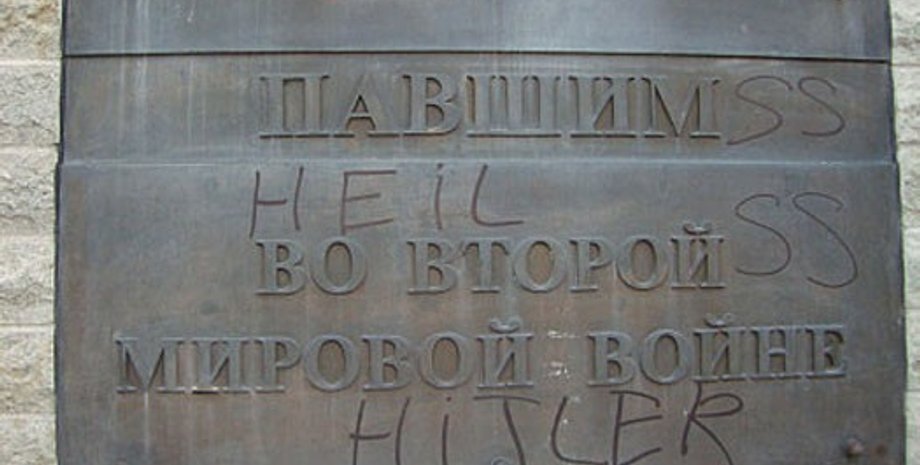 ПАВШИМ SS
HEiL
ВО ВТОРОЙ SS
МИРОВОЙ ВОЙНЕ
HiTLER